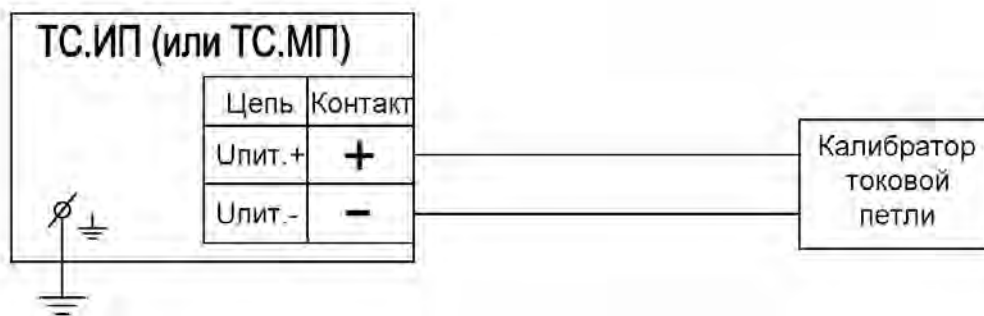 ТС.ИП (или ТС.МП)
Цепь Контакт
Uпит.+ +
Uпит.- -
Калибратор
токовой
петли